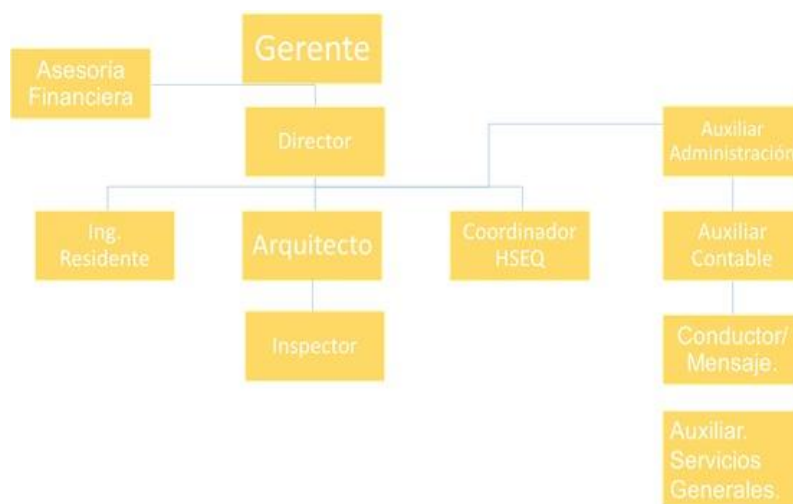 Gerente
Asesoría
Financiera
Director
Auxiliar
Administración
Ing.
Residente
Arquitecto
Coordinador
HSEQ
Auxiliar
Contable
Inspector
Conductor/
Mensaje.
Auxiliar.
Servicios
Generales.